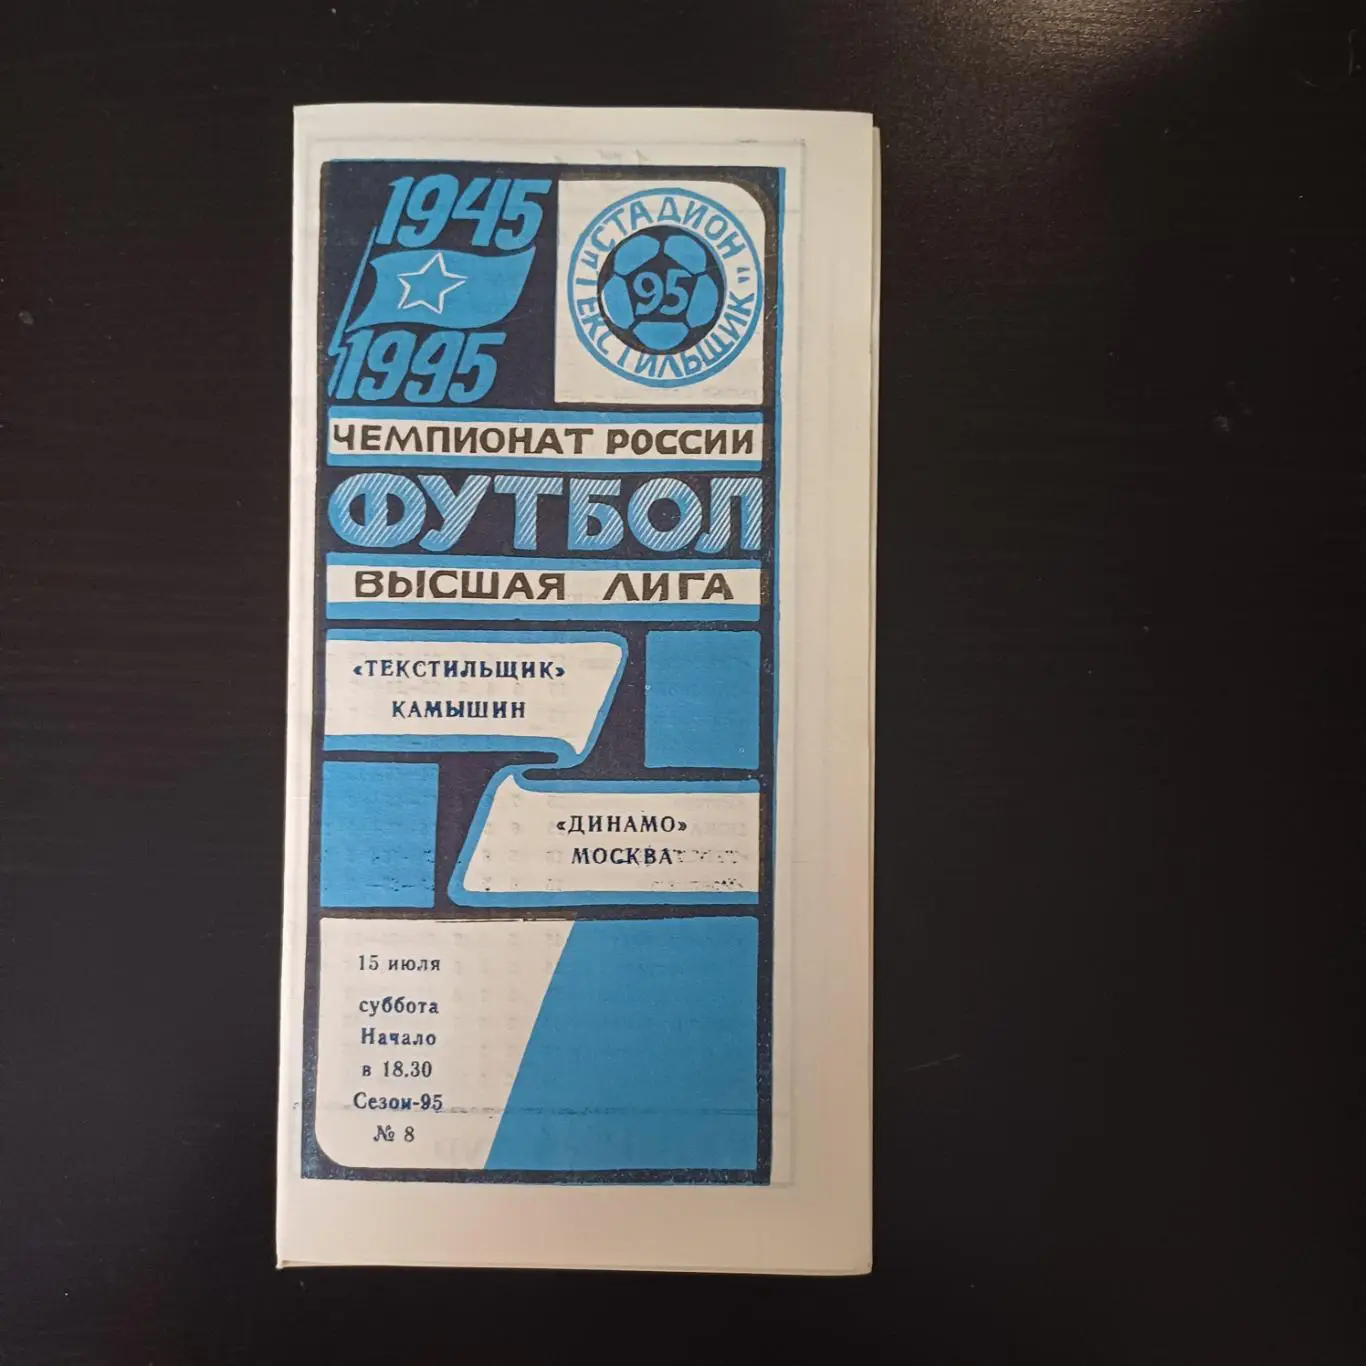 1945
1995
"СТАДИОН"
ТЕКСТИЛЬЩИК
95
ЧЕМПИОНАТ РОССИИ
ФУТБОЛ
ВЫСШАЯ ЛИГА
«ТЕКСТИЛЬЩИК»
КАМЫШИН
«ДИНАМО»
МОСКВА
15 июля
суббота
Начало
в 18.30
Сезон-95
№ 8